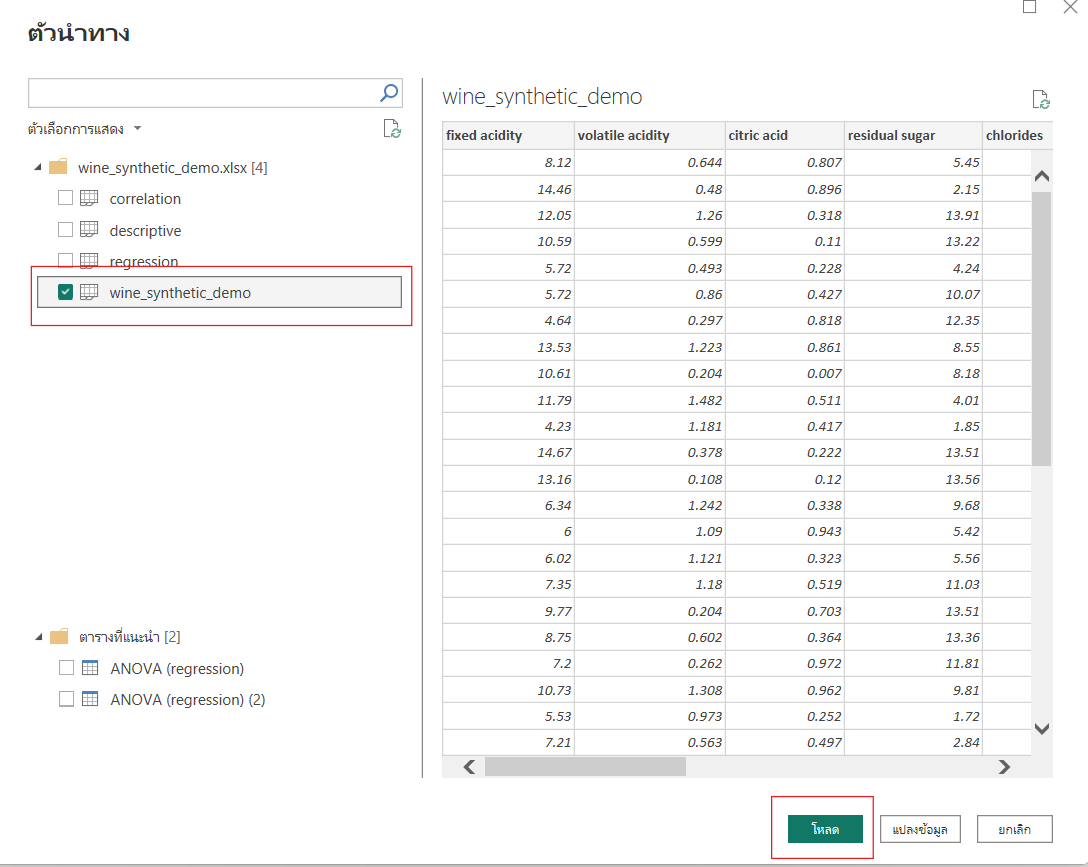 ตัวนำทาง
ตัวเลือกการแสดง
wine_synthetic_demo.xlsx [4]
correlation
descriptive
regression
wine_synthetic_demo
ตารางที่แนะนำ [2]
ANOVA (regression)
ANOVA (regression) (2)
wine_synthetic_demo
fixed acidity volatile acidity citric acid residual sugar chlorides
8.12 0.644 0.807 5.45
14.46 0.48 0.896 2.15
12.05 1.26 0.318 13.91
10.59 0.599 0.11 13.22
5.72 0.493 0.228 4.24
5.72 0.86 0.427 10.07
4.64 0.297 0.818 12.35
13.53 1.223 0.861 8.55
10.61 0.204 0.007 8.18
11.79 1.482 0.511 4.01
4.23 1.181 0.417 1.85
14.67 0.378 0.222 13.51
13.16 0.108 0.12 13.56
6.34 1.242 0.338 9.68
6 1.09 0.943 5.42
6.02 1.121 0.323 5.56
7.35 1.18 0.519 11.03
9.77 0.204 0.703 13.51
8.75 0.602 0.364 13.36
7.2 0.262 0.972 11.81
10.73 1.308 0.962 9.81
5.53 0.973 0.252 1.72
7.21 0.563 0.497 2.84
โหลด แปลงข้อมูล ยกเลิก